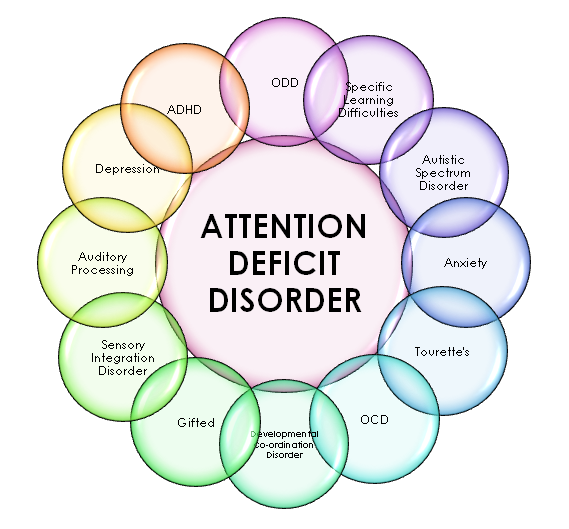 ATTENTION
DEFICIT
DISORDER
ODD
Specific
Learning
Difficulties
Autistic
Spectrum
Disorder
Anxiety
Tourette's
OCD
Developmental
Co-ordination
Disorder
Gifted
Sensory
Integration
Disorder
Auditory
Processing
Depression
ADHD